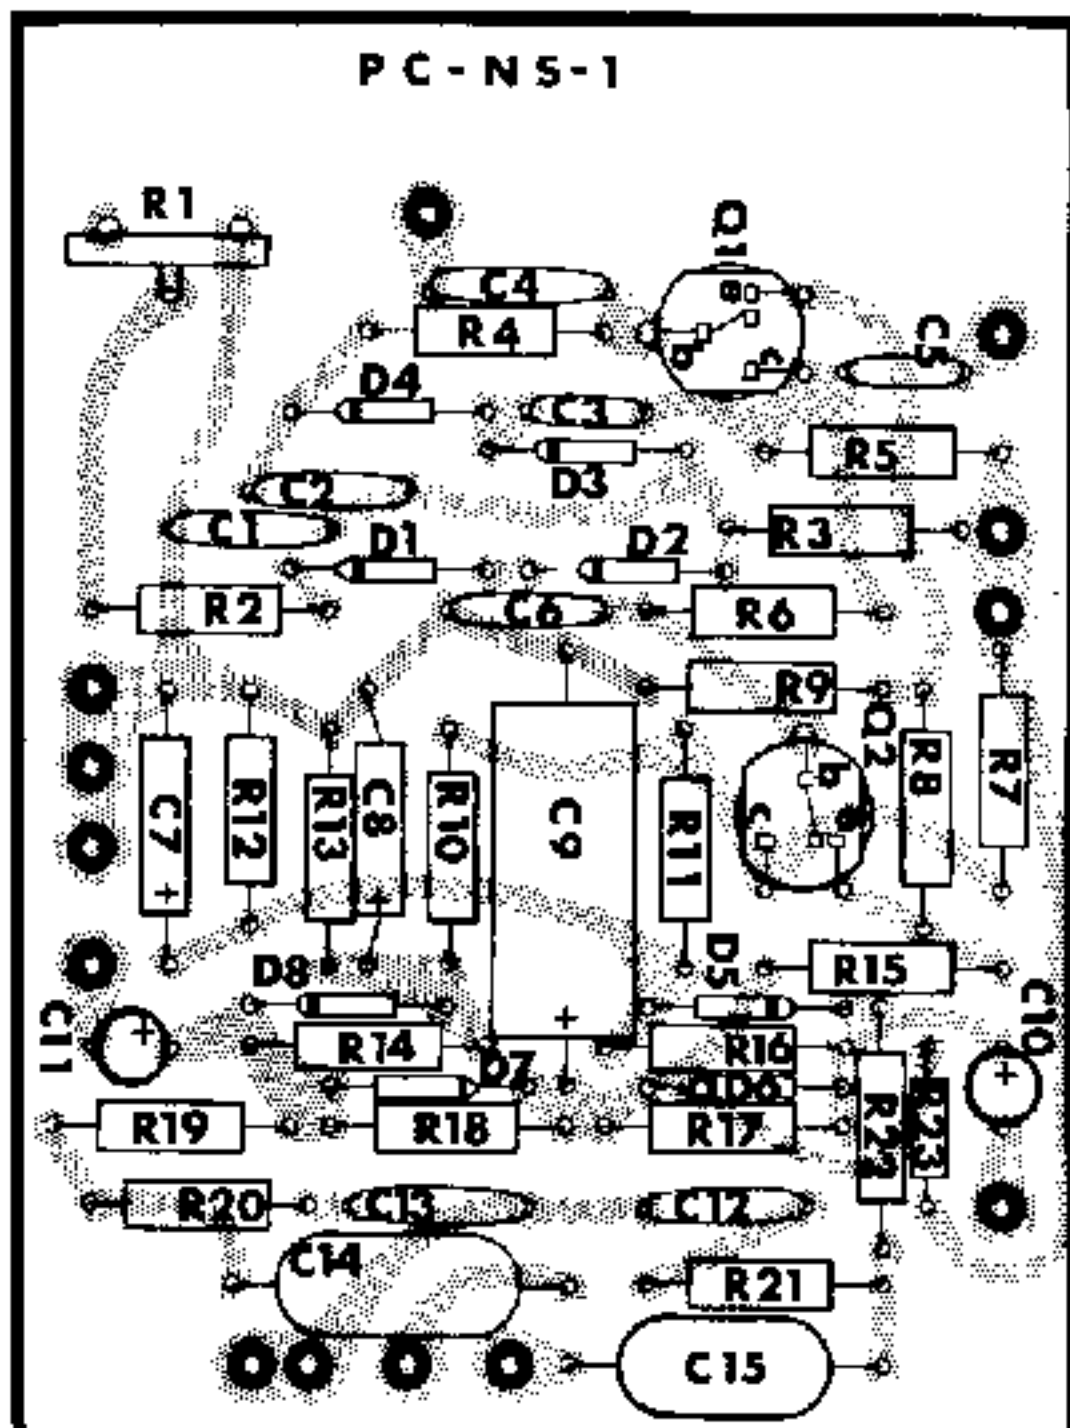 PC-NS-1
R1
Q1
C4
R4
e
b
c
C5
D4
C3
R5
D3
C2
C1
R3
D1
D2
R2
C6
R6
R9
Q2
C7 +
R12
R13
C8 +
R10
C9 +
R11
b
c
e
R8
R7
D8
D5
R15
C11 +
R14
R16
C10 +
D7
D6
R19
R18
R17
R22
R23
R20
C13
C12
C14
R21
C15